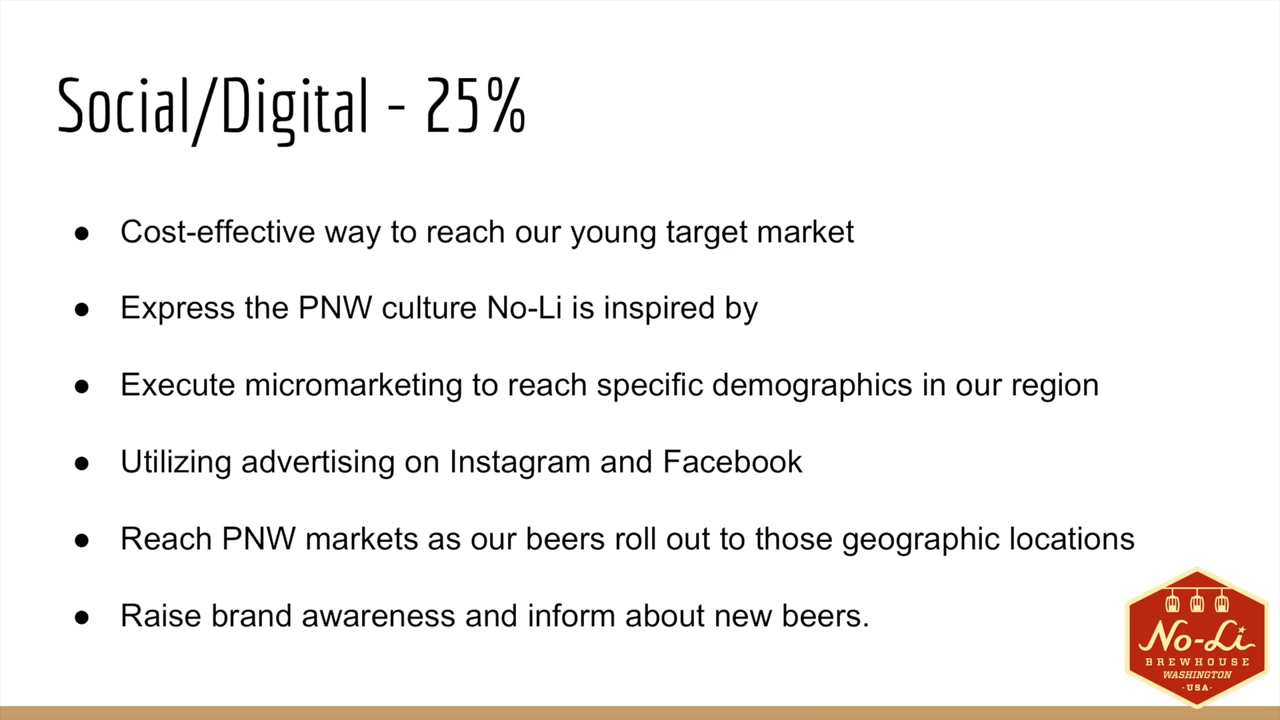 Social/Digital - 25%
● Cost-effective way to reach our young target market
● Express the PNW culture No-Li is inspired by
● Execute micromarketing to reach specific demographics in our region
● Utilizing advertising on Instagram and Facebook
● Reach PNW markets as our beers roll out to those geographic locations
● Raise brand awareness and inform about new beers.
No-Li
BREWHOUSE
WASHINGTON
-USA-